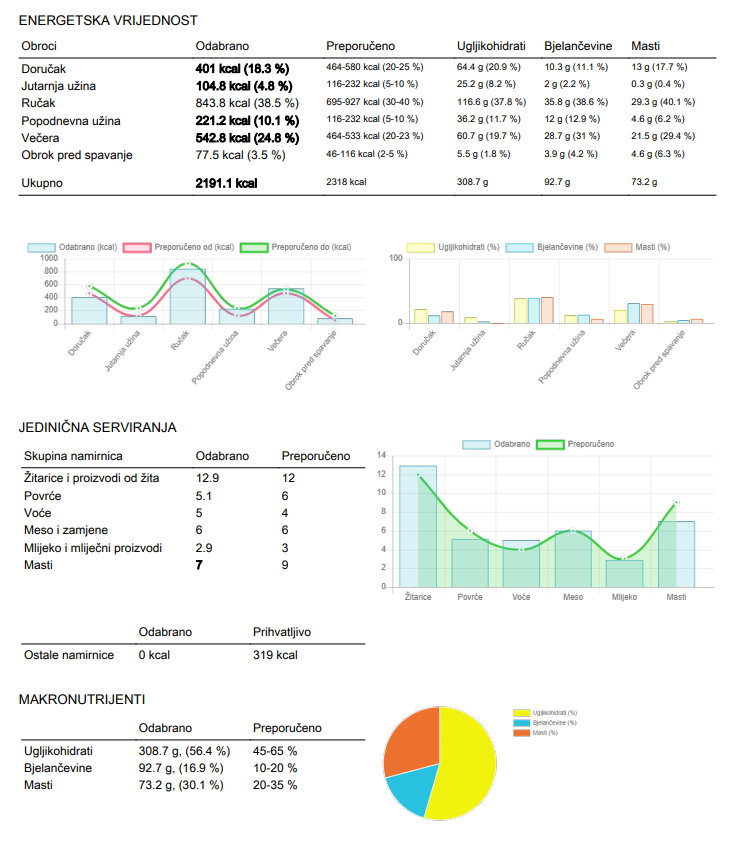 ENERGETSKA VRIJEDNOST
Obroci Odabrano Preporučeno Ugljikohidrati Bjelančevine Masti
Doručak 401 kcal (18.3 %) 464-580 kcal (20-25 %) 64.4 g (20.9 %) 10.3 g (11.1 %) 13 g (17.7 %)
Jutarnja užina 104.8 kcal (4.8 %) 116-232 kcal (5-10 %) 25.2 g (8.2 %) 2 g (2.2 %) 0.3 g (0.4 %)
Ručak 843.8 kcal (38.5 %) 695-927 kcal (30-40 %) 116.6 g (37.8 %) 35.8 g (38.6 %) 29.3 g (40.1 %)
Popodnevna užina 221.2 kcal (10.1 %) 116-232 kcal (5-10 %) 36.2 g (11.7 %) 12 g (12.9 %) 4.6 g (6.2 %)
Večera 542.8 kcal (24.8 %) 464-533 kcal (20-23 %) 60.7 g (19.7 %) 28.7 g (31 %) 21.5 g (29.4 %)
Obrok pred spavanje 77.5 kcal (3.5 %) 46-116 kcal (2-5 %) 5.5 g (1.8 %) 3.9 g (4.2 %) 4.6 g (6.3 %)
Ukupno 2191.1 kcal 2318 kcal 308.7 g 92.7 g 73.2 g
Odabrano (kcal) Preporučeno od (kcal) Preporučeno do (kcal)
1000
800
600
400
200
0
Doručak Jutarnja užina Ručak Popodnevna užina Večera Obrok pred spavanje
Ugljikohidrati (%) Bjelančevine (%) Masti (%)
100
0
Doručak Jutarnja užina Ručak Popodnevna užina Večera Obrok pred spavanje
JEDINIČNA SERVIRANJA
Skupina namirnica Odabrano Preporučeno
Žitarice i proizvodi od žita 12.9 12
Povrće 5.1 6
Voće 5 4
Meso i zamjene 6 6
Mlijeko i mliječni proizvodi 2.9 3
Masti 7 9
Odabrano Preporučeno
14
12
10
8
6
4
2
0
Žitarice Povrće Voće Meso Mlijeko Masti
Odabrano Prihvatljivo
Ostale namirnice 0 kcal 319 kcal
MAKRONUTRIJENTI
Odabrano Preporučeno
Ugljikohidrati 308.7 g, (56.4 %) 45-65 %
Bjelančevine 92.7 g, (16.9 %) 10-20 %
Masti 73.2 g, (30.1 %) 20-35 %
Ugljikohidrati (%)
Bjelančevine (%)
Masti (%)